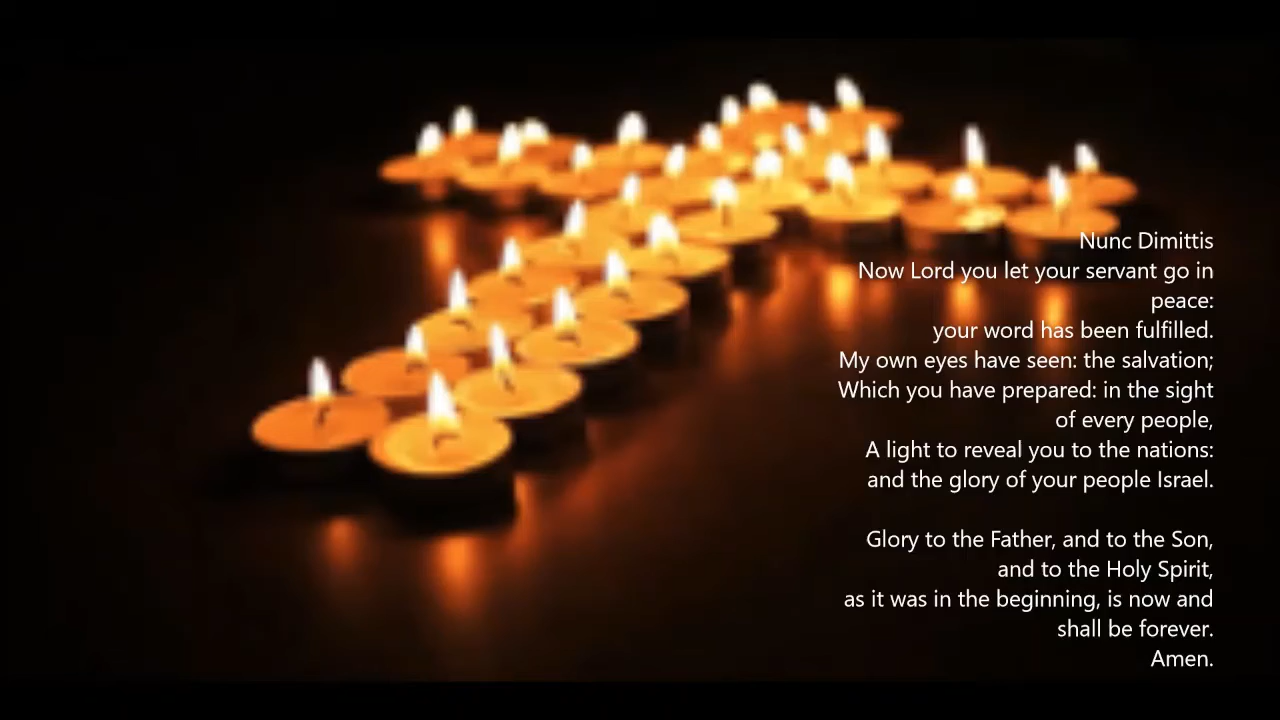 Nunc Dimittis
Now Lord you let your servant go in
peace:
your word has been fulfilled.
My own eyes have seen: the salvation;
Which you have prepared: in the sight
of every people,
A light to reveal you to the nations:
and the glory of your people Israel.
Glory to the Father, and to the Son,
and to the Holy Spirit,
as it was in the beginning, is now and
shall be forever.
Amen.